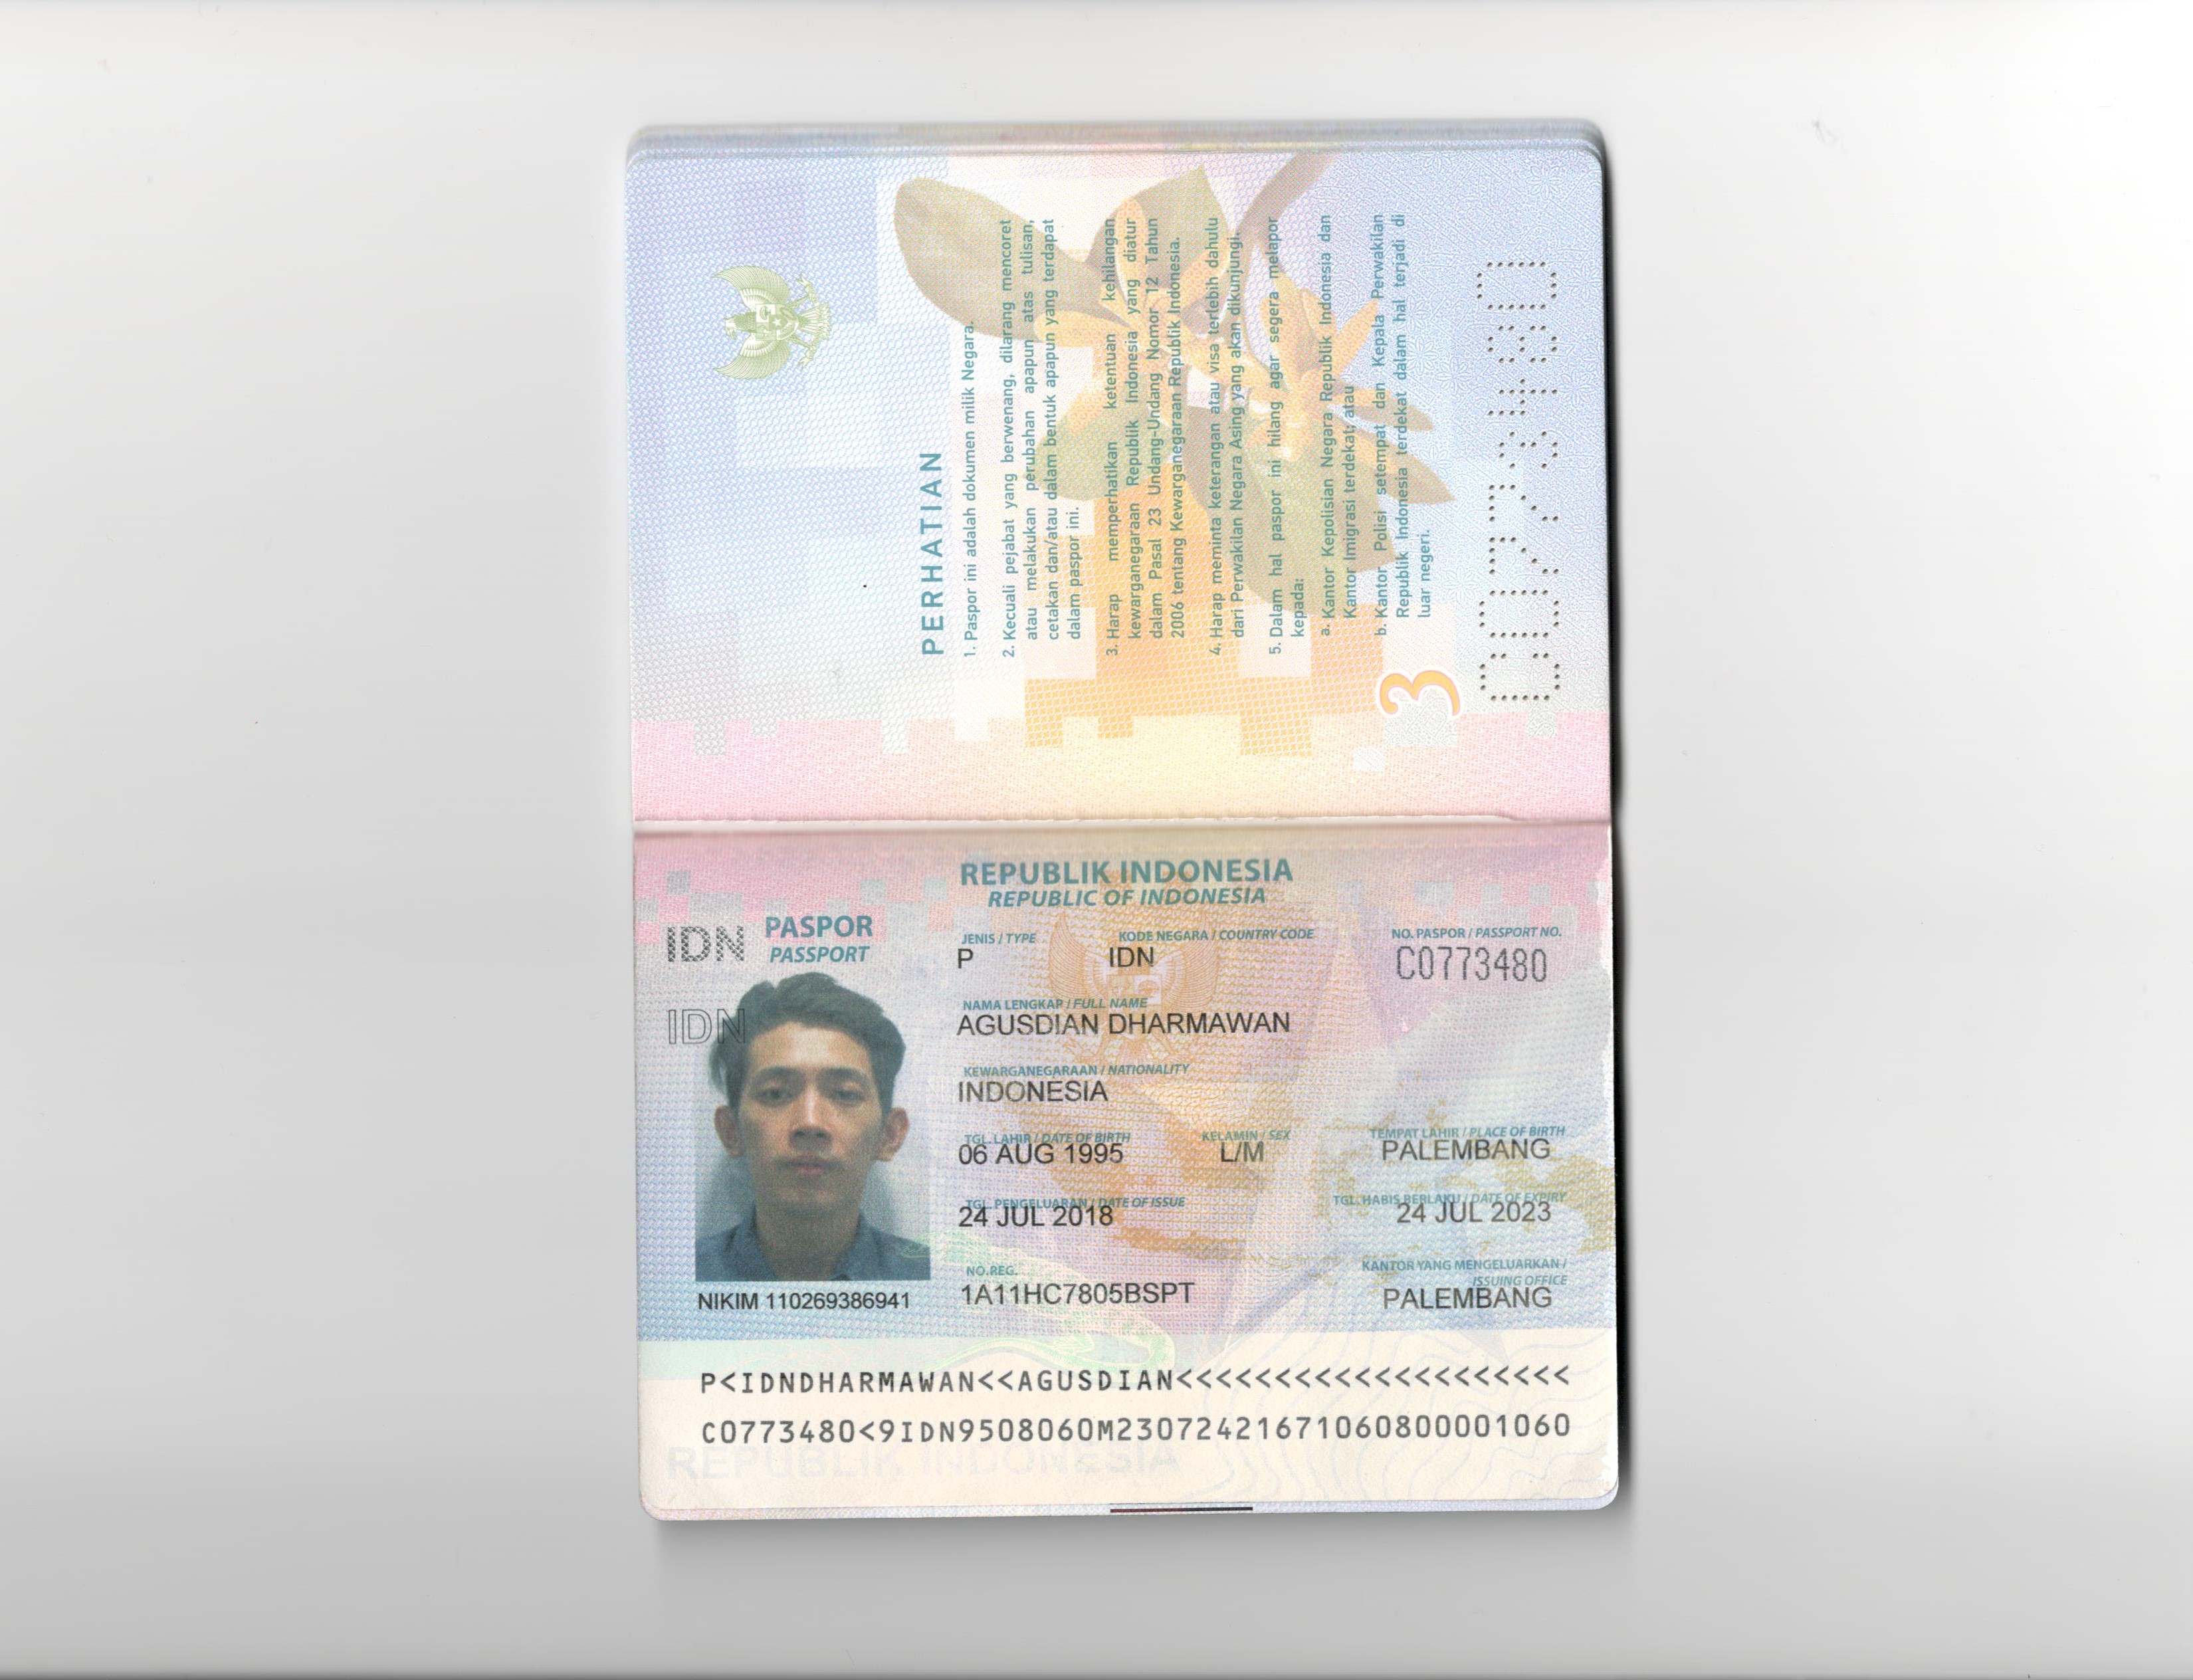 PERHATIAN
1. Paspor ini adalah dokumen milik Negara.
2. Kecuali pejabat yang berwenang, dilarang mencoret
atau melakukan perubahan apapun atas tulisan,
cetakan dan/atau dalam bentuk apapun yang terdapat
dalam paspor ini.
3. Harap memperhatikan ketentuan kehilangan
kewarganegaraan Republik Indonesia yang diatur
dalam Pasal 23 Undang-Undang Nomor 12 Tahun
2006 tentang Kewarganegaraan Republik Indonesia.
4. Harap meminta keterangan atau visa terlebih dahulu
dari Perwakilan Negara Asing yang akan dikunjungi.
5. Dalam hal paspor ini hilang agar segera melapor
kepada:
a. Kantor Kepolisian Negara Republik Indonesia dan
Kantor Imigrasi terdekat; atau
b. Kantor Polisi setempat dan Kepala Perwakilan
Republik Indonesia terdekat dalam hal terjadi di
luar negeri.
3
C0773480
REPUBLIK INDONESIA
REPUBLIC OF INDONESIA
IDN
PASPOR
PASSPORT
JENIS / TYPE KODE NEGARA / COUNTRY CODE NO. PASPOR / PASSPORT NO.
P IDN C0773480
IDN
NAMA LENGKAP / FULL NAME
AGUSDIAN DHARMAWAN
KEWARGANEGARAAN / NATIONALITY
INDONESIA
TGL. LAHIR / DATE OF BIRTH KELAMIN / SEX TEMPAT LAHIR / PLACE OF BIRTH
06 AUG 1995 L/M PALEMBANG
TGL. PENGELUARAN / DATE OF ISSUE TGL. HABIS BERLAKU / DATE OF EXPIRY
24 JUL 2018 24 JUL 2023
NO. REG. KANTOR YANG MENGELUARKAN /
ISSUING OFFICE
1A11HC7805BSPT PALEMBANG
NIKIM 110269386941
P<IDNDHARMAWAN<<AGUSDIAN<<<<<<<<<<<<<<<<<<<<
C0773480<9IDN9508060M23072421671060800001060
REPUBLIK INDONESIA